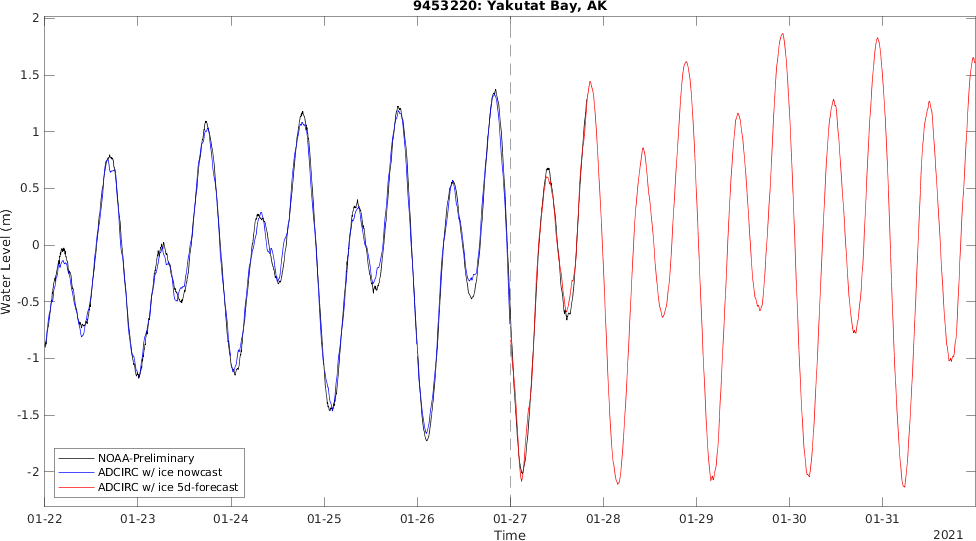 9453220: Yakutat Bay, AK
2
1.5
1
0.5
0
-0.5
-1
-1.5
-2
Water Level (m)
NOAA-Preliminary
ADCIRC w/ ice nowcast
ADCIRC w/ ice 5d-forecast
01-22 01-23 01-24 01-25 01-26 01-27 01-28 01-29 01-30 01-31
Time
2021